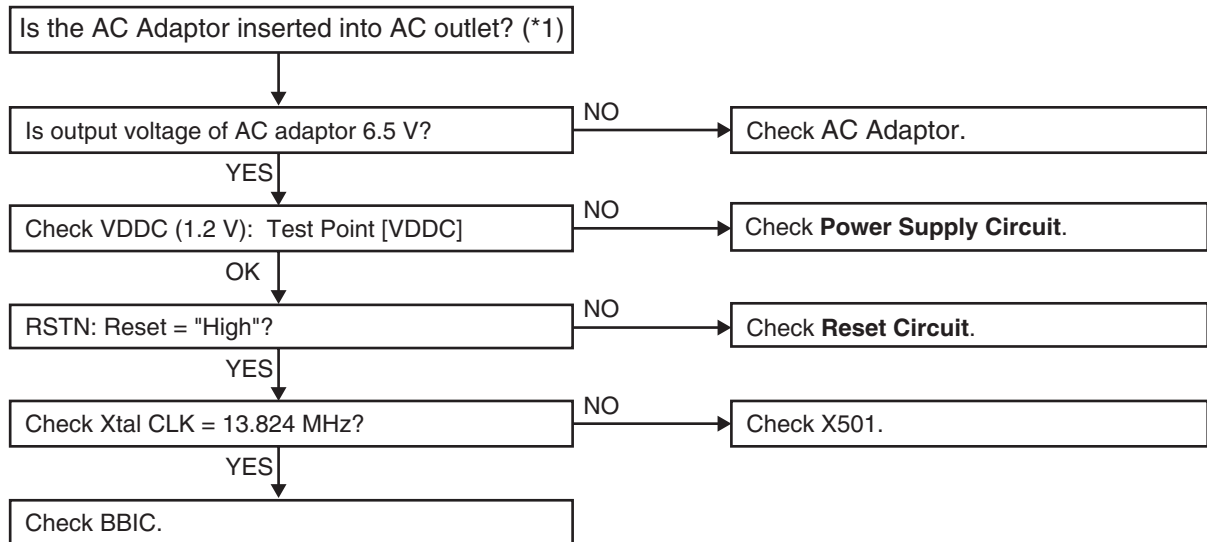 Is the AC Adaptor inserted into AC outlet? (*1)
Is output voltage of AC adaptor 6.5 V?
NO
Check AC Adaptor.
YES
Check VDDC (1.2 V): Test Point [VDDC]
NO
Check Power Supply Circuit.
OK
RSTN: Reset = "High"?
NO
Check Reset Circuit.
YES
Check Xtal CLK = 13.824 MHz?
NO
Check X501.
YES
Check BBIC.